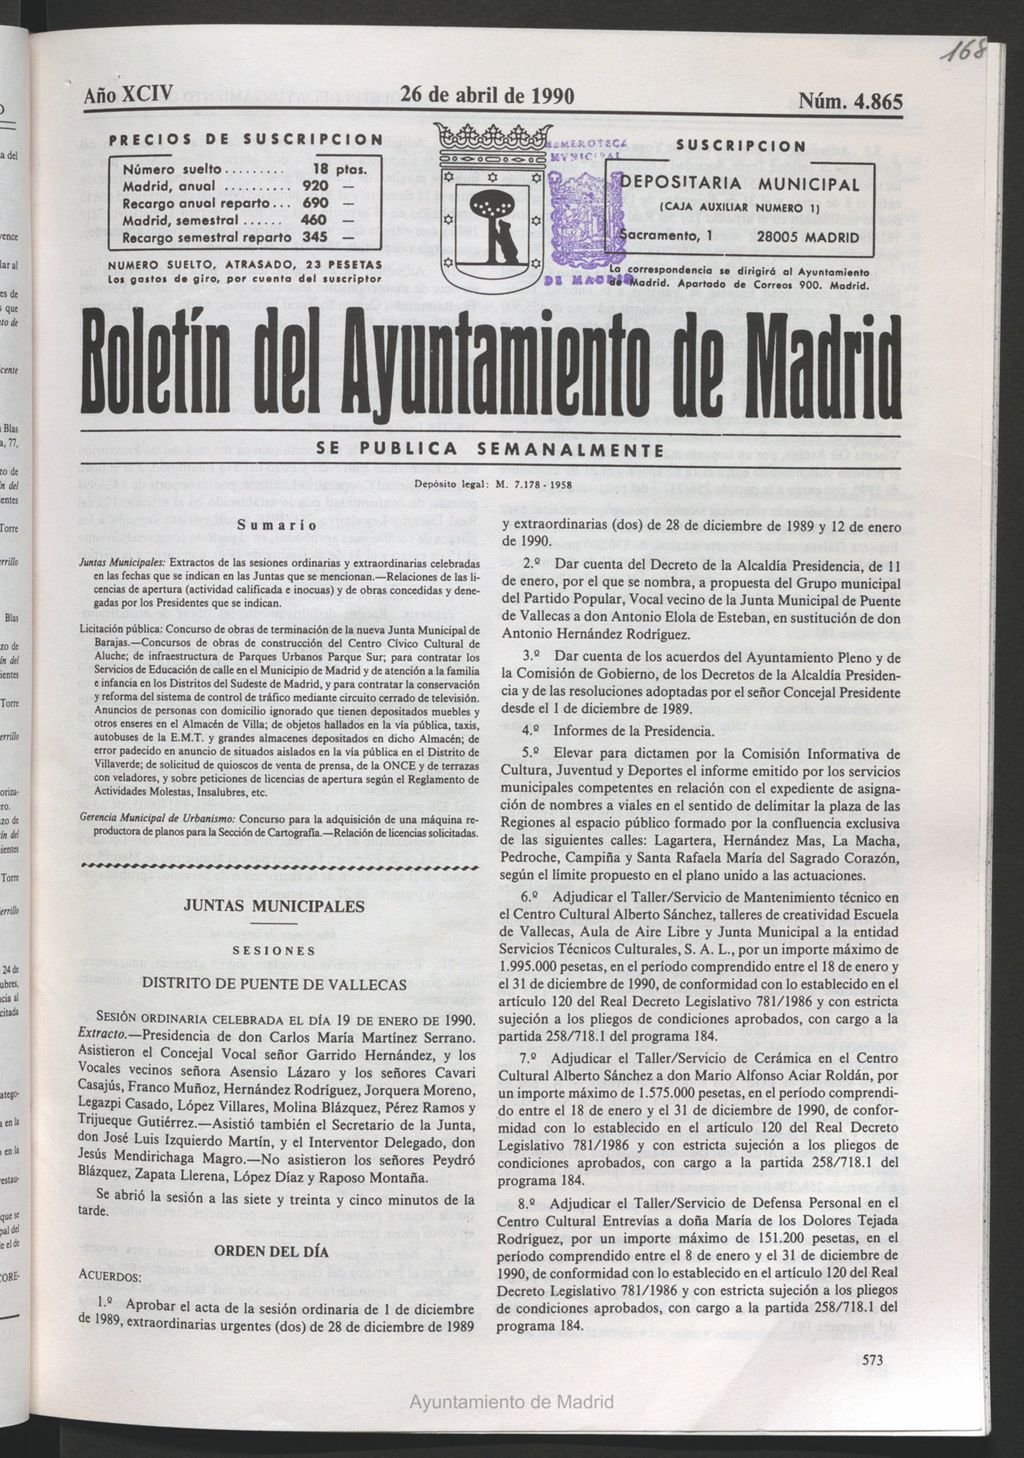 168
Año XCIV
26 de abril de 1990
Núm. 4.865
PRECIOS DE SUSCRIPCION
Número suelto......... 18 ptas.
Madrid, anual .......... 920 —
Recargo anual reparto... 690 —
Madrid, semestral ...... 460 —
Recargo semestral reparto 345 —
NUMERO SUELTO, ATRASADO, 23 PESETAS
Los gastos de giro, por cuenta del suscriptor
HEMEROTECA
MVNICIPAL
DE MADRID
SUSCRIPCION
DEPOSITARIA MUNICIPAL
(CAJA AUXILIAR NUMERO 1)
Sacramento, 1 28005 MADRID
La correspondencia se dirigirá al Ayuntamiento
de Madrid. Apartado de Correos 900. Madrid.
Boletín del Ayuntamiento de Madrid
SE PUBLICA SEMANALMENTE
Depósito legal: M. 7.178 - 1958
Sumario
Juntas Municipales: Extractos de las sesiones ordinarias y extraordinarias celebradas
en las fechas que se indican en las Juntas que se mencionan.—Relaciones de las li-
cencias de apertura (actividad calificada e inocuas) y de obras concedidas y dene-
gadas por los Presidentes que se indican.
Licitación pública: Concurso de obras de terminación de la nueva Junta Municipal de
Barajas.—Concursos de obras de construcción del Centro Cívico Cultural de
Aluche; de infraestructura de Parques Urbanos Parque Sur; para contratar los
Servicios de Educación de calle en el Municipio de Madrid y de atención a la familia
e infancia en los Distritos del Sudeste de Madrid, y para contratar la conservación
y reforma del sistema de control de tráfico mediante circuito cerrado de televisión.
Anuncios de personas con domicilio ignorado que tienen depositados muebles y
otros enseres en el Almacén de Villa; de objetos hallados en la vía pública, taxis,
autobuses de la E.M.T. y grandes almacenes depositados en dicho Almacén; de
error padecido en anuncio de situados aislados en la vía pública en el Distrito de
Villaverde; de solicitud de quioscos de venta de prensa, de la ONCE y de terrazas
con veladores, y sobre peticiones de licencias de apertura según el Reglamento de
Actividades Molestas, Insalubres, etc.
Gerencia Municipal de Urbanismo: Concurso para la adquisición de una máquina re-
productora de planos para la Sección de Cartografía.—Relación de licencias solicitadas.
JUNTAS MUNICIPALES
SESIONES
DISTRITO DE PUENTE DE VALLECAS
SESIÓN ORDINARIA CELEBRADA EL DÍA 19 DE ENERO DE 1990.
Extracto.—Presidencia de don Carlos María Martínez Serrano.
Asistieron el Concejal Vocal señor Garrido Hernández, y los
Vocales vecinos señora Asensio Lázaro y los señores Cavari
Casajús, Franco Muñoz, Hernández Rodríguez, Jorquera Moreno,
Legazpi Casado, López Villares, Molina Blázquez, Pérez Ramos y
Trijueque Gutiérrez.—Asistió también el Secretario de la Junta,
don José Luis Izquierdo Martín, y el Interventor Delegado, don
Jesús Mendirichaga Magro.—No asistieron los señores Peydró
Blázquez, Zapata Llerena, López Díaz y Raposo Montaña.
Se abrió la sesión a las siete y treinta y cinco minutos de la
tarde.
ORDEN DEL DÍA
ACUERDOS:
1.º Aprobar el acta de la sesión ordinaria de 1 de diciembre
de 1989, extraordinarias urgentes (dos) de 28 de diciembre de 1989
y extraordinarias (dos) de 28 de diciembre de 1989 y 12 de enero
de 1990.
2.º Dar cuenta del Decreto de la Alcaldía Presidencia, de 11
de enero, por el que se nombra, a propuesta del Grupo municipal
del Partido Popular, Vocal vecino de la Junta Municipal de Puente
de Vallecas a don Antonio Elola de Esteban, en sustitución de don
Antonio Hernández Rodríguez.
3.º Dar cuenta de los acuerdos del Ayuntamiento Pleno y de
la Comisión de Gobierno, de los Decretos de la Alcaldía Presiden-
cia y de las resoluciones adoptadas por el señor Concejal Presidente
desde el 1 de diciembre de 1989.
4.º Informes de la Presidencia.
5.º Elevar para dictamen por la Comisión Informativa de
Cultura, Juventud y Deportes el informe emitido por los servicios
municipales competentes en relación con el expediente de asigna-
ción de nombres a viales en el sentido de delimitar la plaza de las
Regiones al espacio público formado por la confluencia exclusiva
de las siguientes calles: Lagartera, Hernández Mas, La Macha,
Pedroche, Campiña y Santa Rafaela María del Sagrado Corazón,
según el límite propuesto en el plano unido a las actuaciones.
6.º Adjudicar el Taller/Servicio de Mantenimiento técnico en
el Centro Cultural Alberto Sánchez, talleres de creatividad Escuela
de Vallecas, Aula de Aire Libre y Junta Municipal a la entidad
Servicios Técnicos Culturales, S. A. L., por un importe máximo de
1.995.000 pesetas, en el período comprendido entre el 18 de enero y
el 31 de diciembre de 1990, de conformidad con lo establecido en el
artículo 120 del Real Decreto Legislativo 781/1986 y con estricta
sujeción a los pliegos de condiciones aprobados, con cargo a la
partida 258/718.1 del programa 184.
7.º Adjudicar el Taller/Servicio de Cerámica en el Centro
Cultural Alberto Sánchez a don Mario Alfonso Aciar Roldán, por
un importe máximo de 1.575.000 pesetas, en el período comprendi-
do entre el 18 de enero y el 31 de diciembre de 1990, de confor-
midad con lo establecido en el artículo 120 del Real Decreto
Legislativo 781/1986 y con estricta sujeción a los pliegos de
condiciones aprobados, con cargo a la partida 258/718.1 del
programa 184.
8.º Adjudicar el Taller/Servicio de Defensa Personal en el
Centro Cultural Entrevías a doña María de los Dolores Tejada
Rodríguez, por un importe máximo de 151.200 pesetas, en el
período comprendido entre el 8 de enero y el 31 de diciembre de
1990, de conformidad con lo establecido en el artículo 120 del Real
Decreto Legislativo 781/1986 y con estricta sujeción a los pliegos
de condiciones aprobados, con cargo a la partida 258/718.1 del
programa 184.
573
Ayuntamiento de Madrid